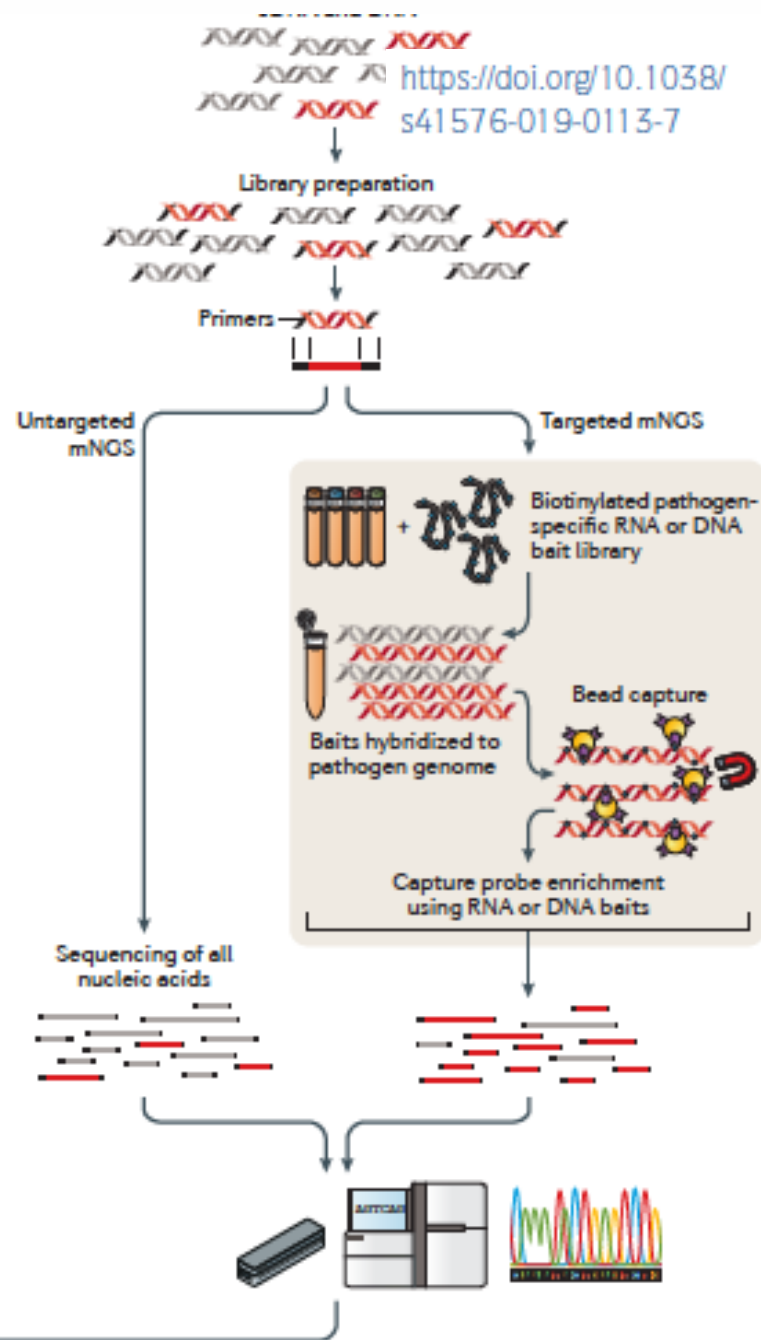 https://doi.org/10.1038/
s41576-019-0113-7
Library preparation
Primers
Untargeted
mNGS
Targeted mNGS
+
Biotinylated pathogen-
specific RNA or DNA
bait library
Baits hybridized to
pathogen genome
Bead capture
Capture probe enrichment
using RNA or DNA baits
Sequencing of all
nucleic acids
AGTCAG